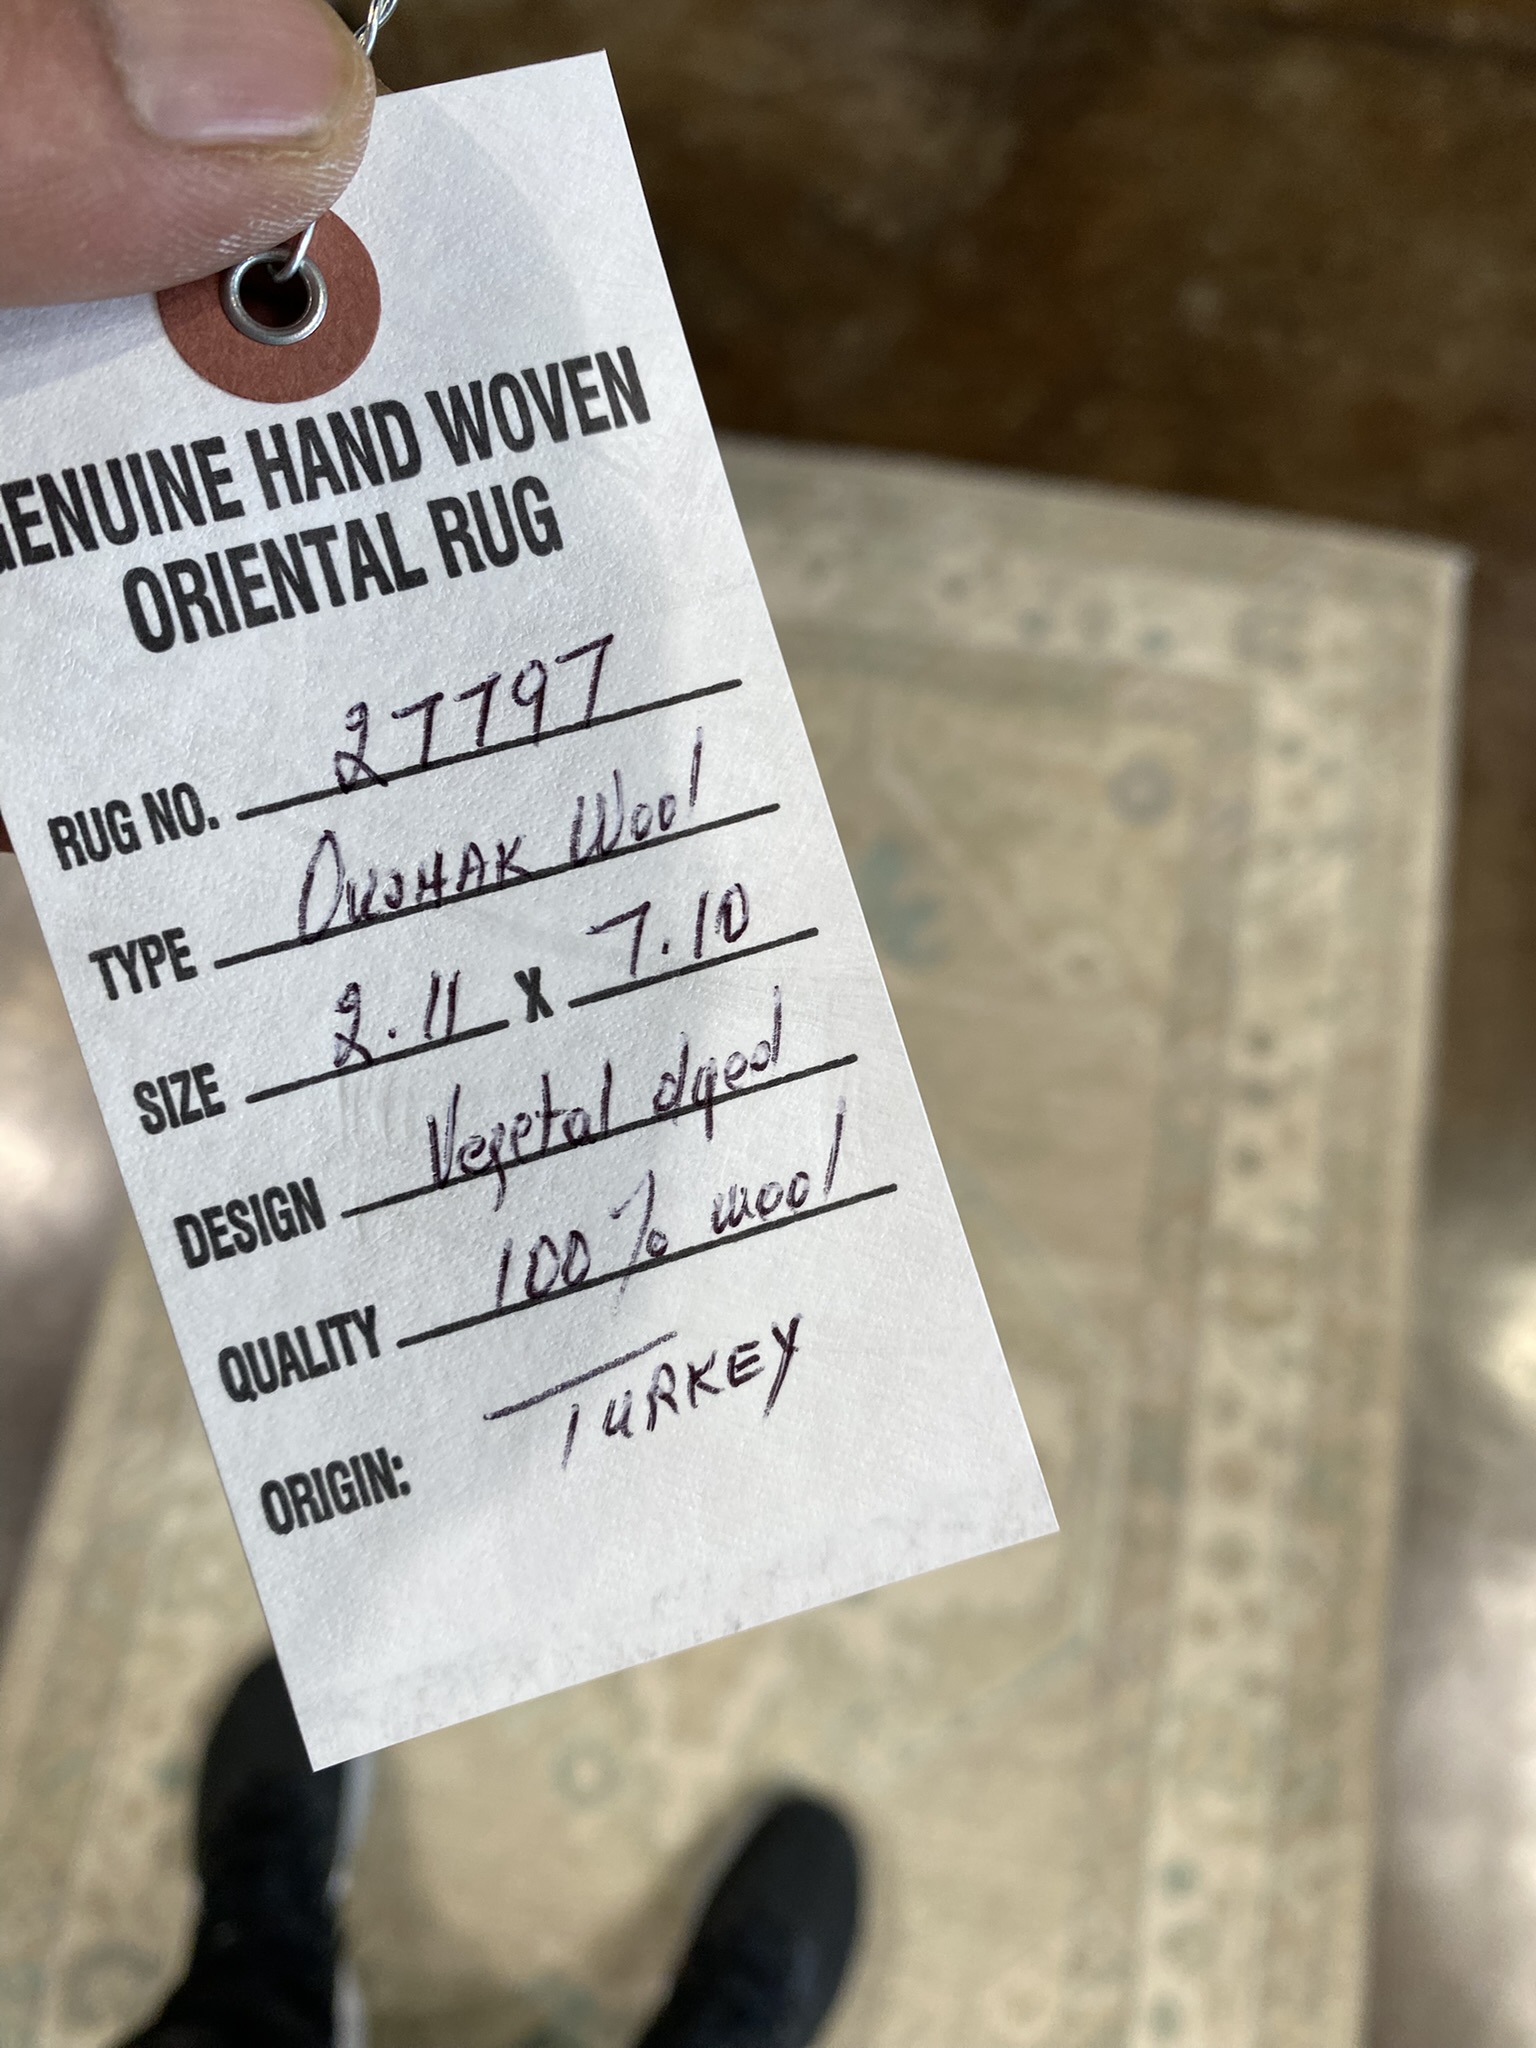 GENUINE HAND WOVEN
ORIENTAL RUG
RUG NO. 27797
TYPE OUSHAK Wool
SIZE 2.11 X 7.10
DESIGN Vegetal dyed
QUALITY 100% wool
ORIGIN: TURKEY